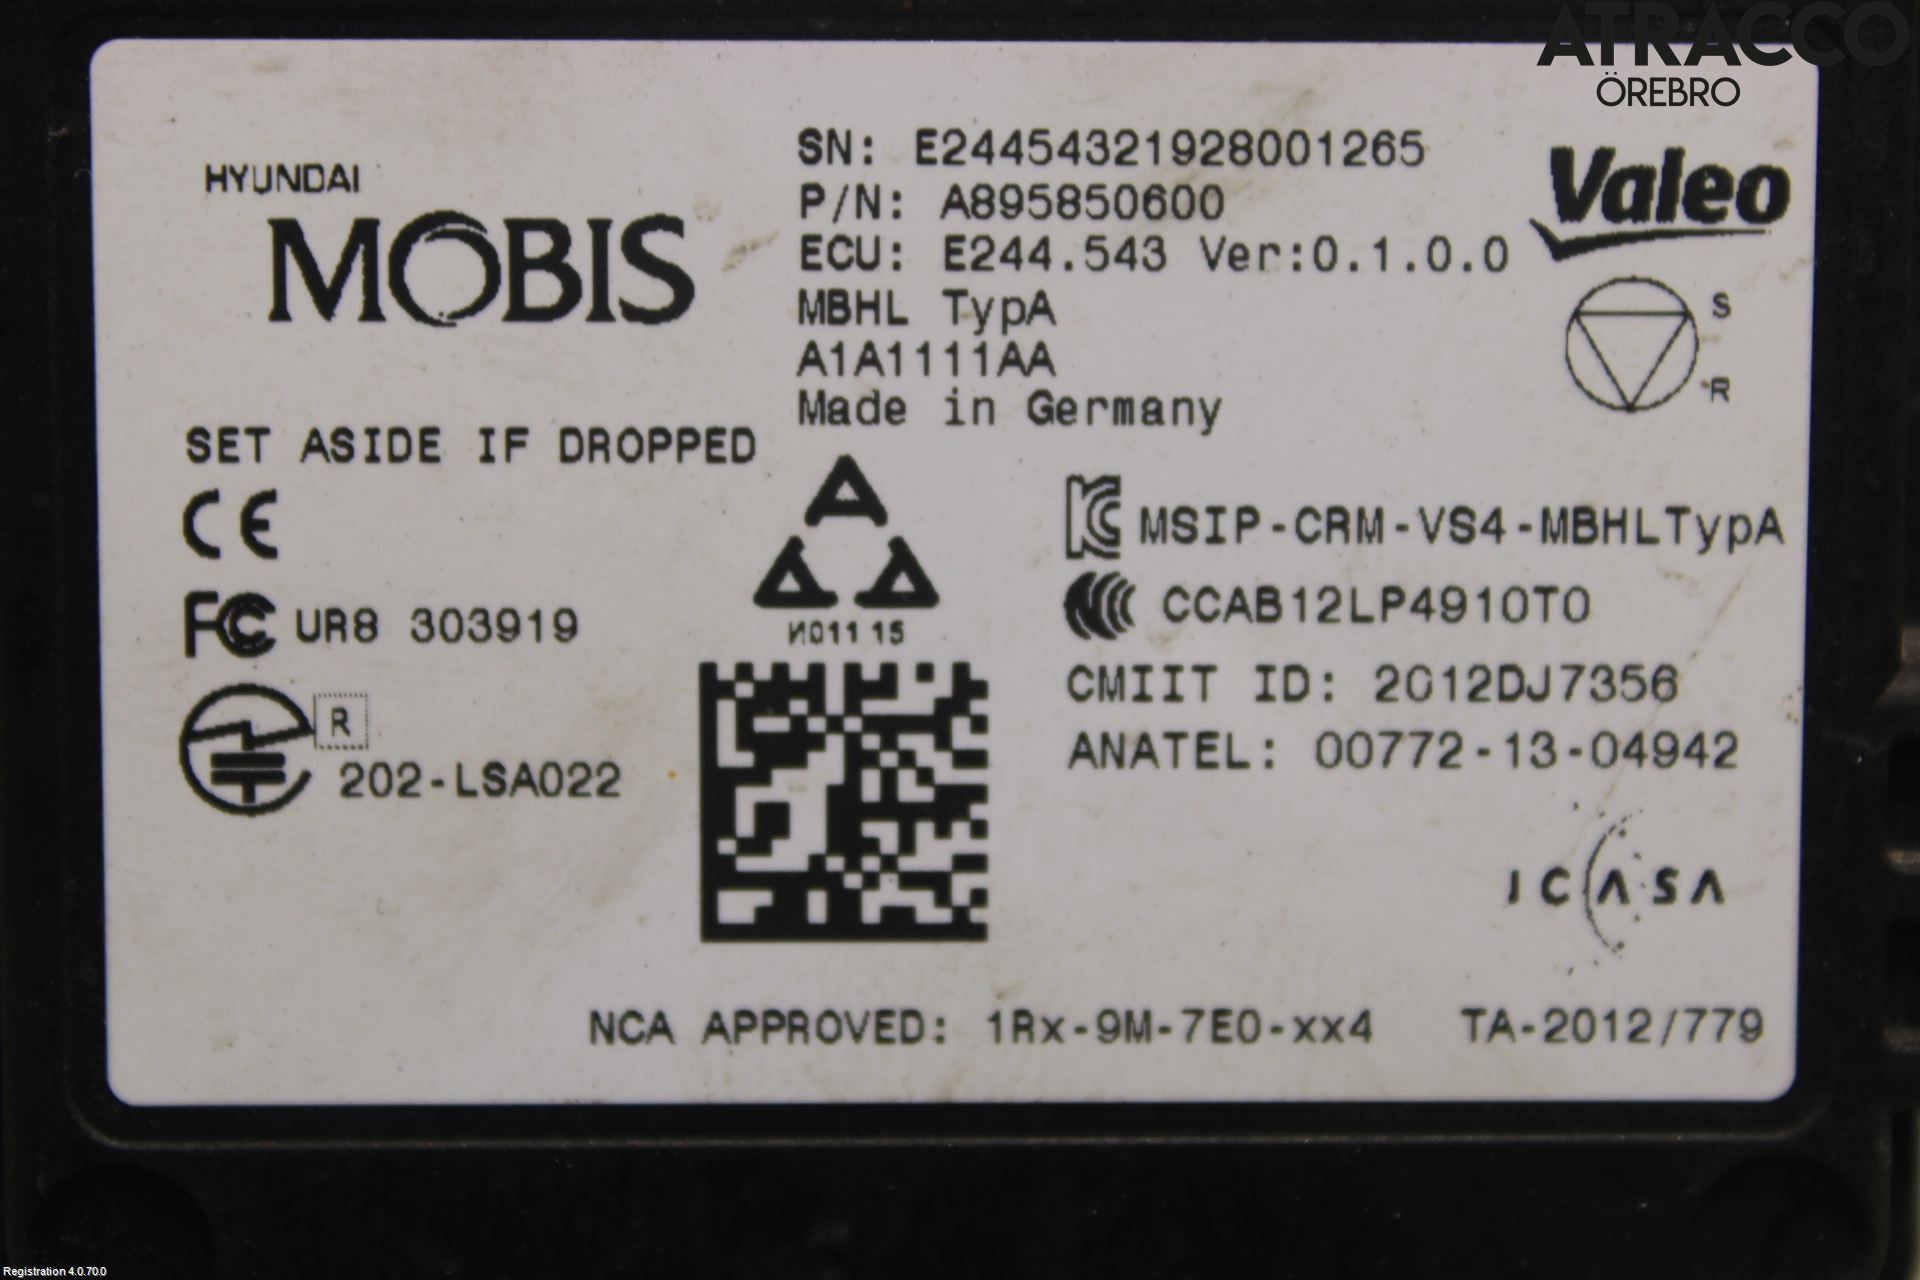 ATRACCO
ÖREBRO
HYUNDAI
MOBIS
SN: E24454321928001265
P/N: A895850600
ECU: E244.543 Ver:0.1.0.0
MBHL TypA
A1A1111AA
Made in Germany
Valeo
S
R
SET ASIDE IF DROPPED
CE
FC UR8 303919
R
202-LSA022
N011 15
KC MSIP-CRM-VS4-MBHLTypA
CCC CCAB12LP4910T0
CMIIT ID: 2012DJ7356
ANATEL: 00772-13-04942
ICASA
NCA APPROVED: 1Rx-9M-7E0-xx4 TA-2012/779
Registration 4.0.70.0